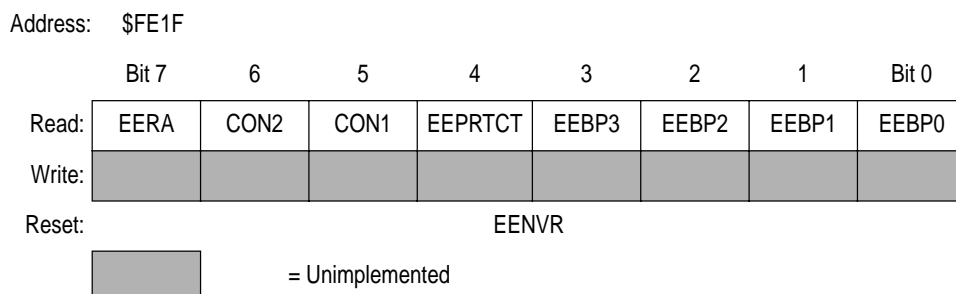 Address: $FE1F
Bit 7 6 5 4 3 2 1 Bit 0
Read: EERA CON2 CON1 EEPRTCT EEBP3 EEBP2 EEBP1 EEBP0
Write:
Reset: EENVR
= Unimplemented